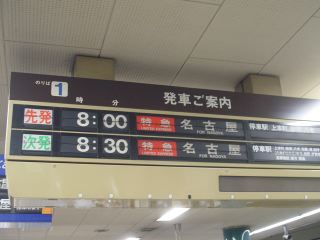 のりば 1 発車ご案内
時 分
先発 8:00 特急 LIMITED EXPRESS 名古屋 FOR NAGOYA 停車駅
次発 8:30 特急 LIMITED EXPRESS 名古屋 FOR NAGOYA 停車駅